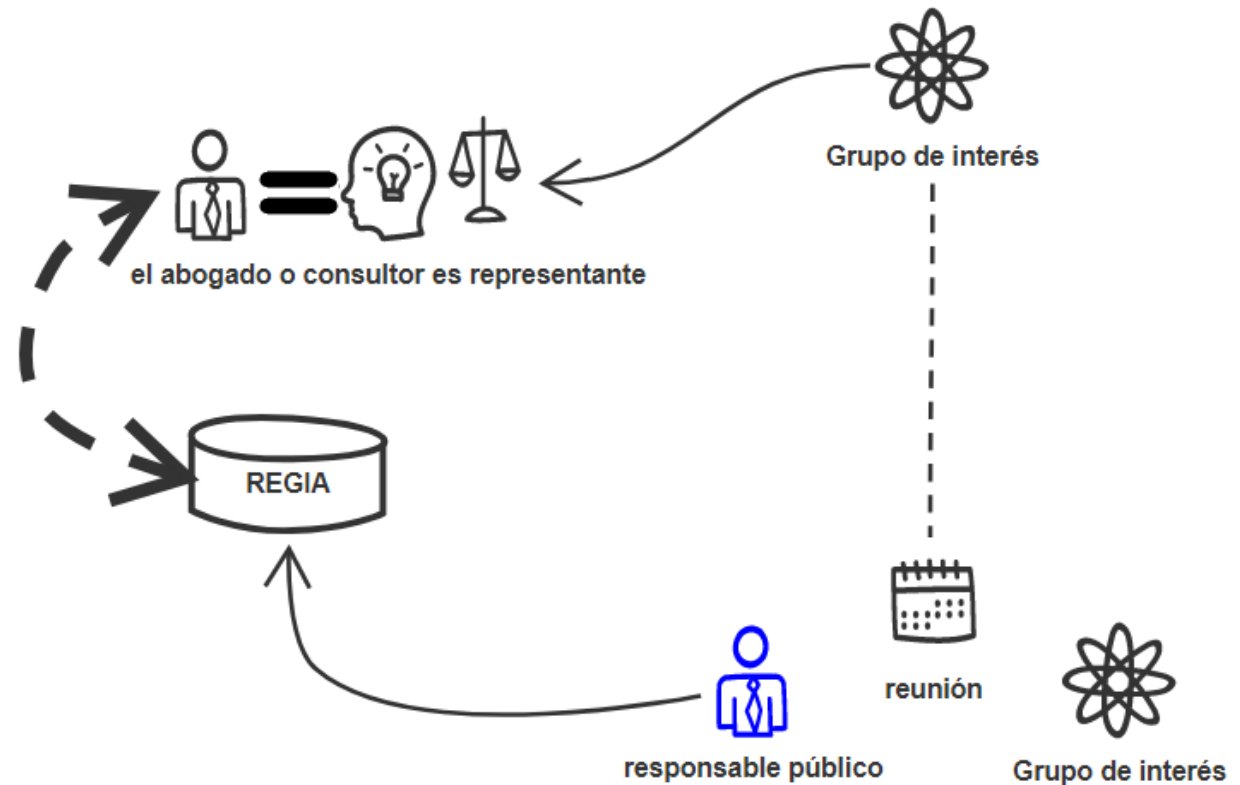 Grupo de interés
el abogado o consultor es representante
REGIA
reunión
responsable público
Grupo de interés